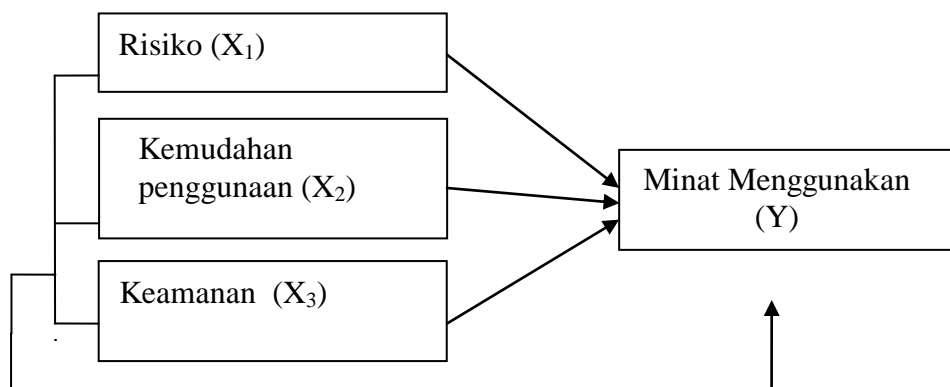 Risiko (X₁)
Kemudahan
penggunaan (X₂)
Keamanan (X₃)
Minat Menggunakan
(Y)